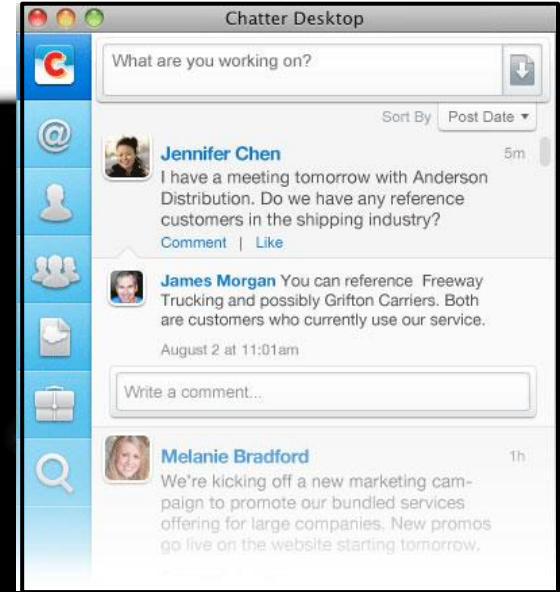 Chatter Desktop
C
What are you working on?
@
Sort By Post Date
Jennifer Chen 5m
I have a meeting tomorrow with Anderson
Distribution. Do we have any reference
customers in the shipping industry?
Comment | Like
James Morgan You can reference Freeway
Trucking and possibly Grifton Carriers. Both
are customers who currently use our service.
August 2 at 11:01am
Write a comment...
Melanie Bradford 1h
We're kicking off a new marketing cam-
paign to promote our bundled services
offering for large companies. New promos
go live on the website starting tomorrow.